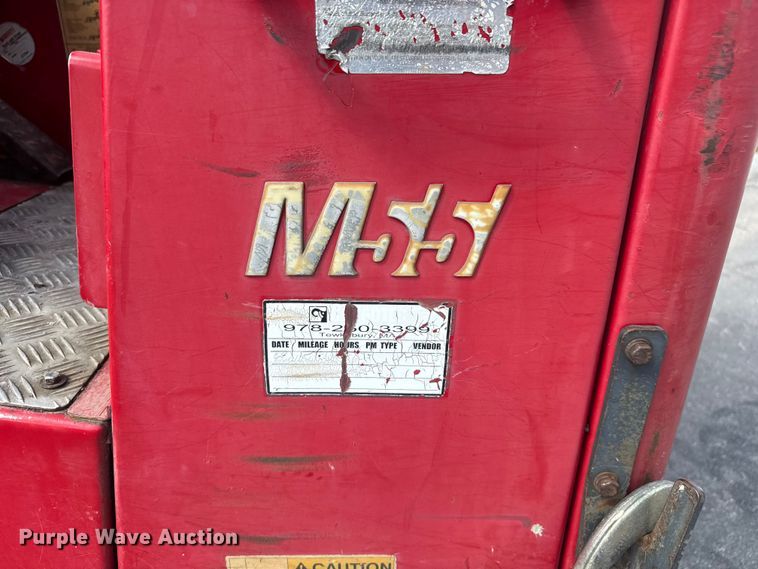 M55
978-250-3399
Tewksbury, MA
DATE MILEAGE HOURS PM TYPE VENDOR
Purple Wave Auction
CAUTION